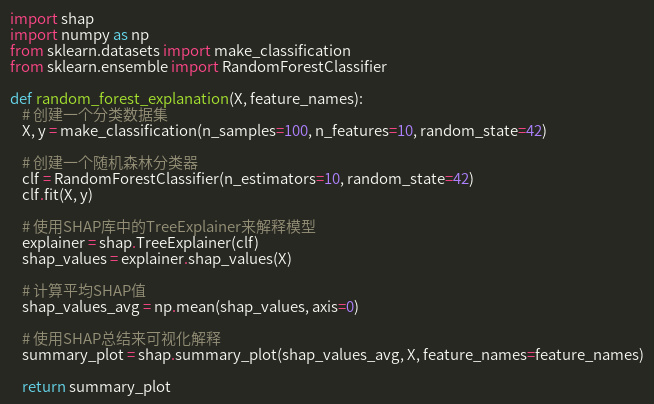 import shap
import numpy as np
from sklearn.datasets import make_classification
from sklearn.ensemble import RandomForestClassifier
def random_forest_explanation(X, feature_names):
# 创建一个分类数据集
X, y = make_classification(n_samples=100, n_features=10, random_state=42)
# 创建一个随机森林分类器
clf = RandomForestClassifier(n_estimators=10, random_state=42)
clf.fit(X, y)
# 使用SHAP库中的TreeExplainer来解释模型
explainer = shap.TreeExplainer(clf)
shap_values = explainer.shap_values(X)
# 计算平均SHAP值
shap_values_avg = np.mean(shap_values, axis=0)
# 使用SHAP总结来可视化解释
summary_plot = shap.summary_plot(shap_values_avg, X, feature_names=feature_names)
return summary_plot